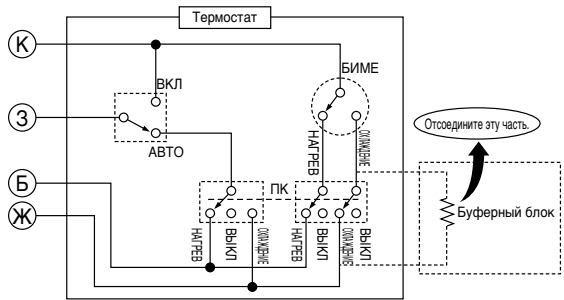 Термостат
К
ВКЛ
БИМЕ
З
АВТО
НАГРЕВ
ОХЛАЖДЕНИЕ
Отсоедините эту часть.
Б
ПК
Ж
Буферный блок
НАГРЕВ
ВЫКЛ
ОХЛАЖДЕНИЕ
НАГРЕВ
ВЫКЛ
ОХЛАЖДЕНИЕ
ВЫКЛ